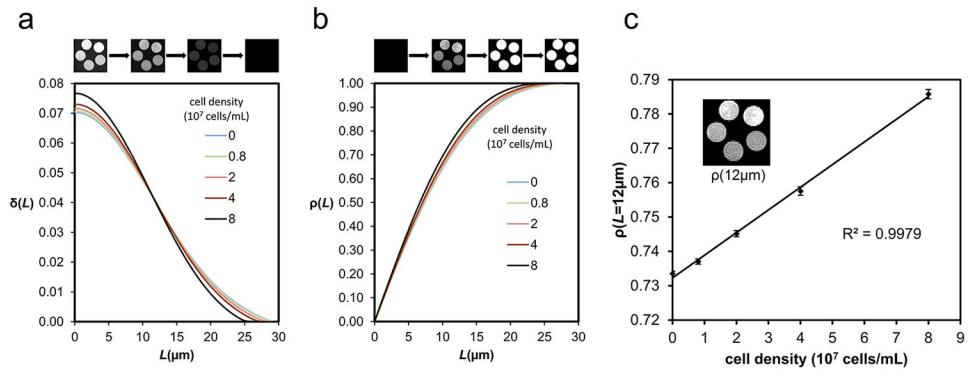 a
0.08
0.07
0.06
0.05
0.04
0.03
0.02
0.01
0.00
δ(L)
cell density
(10⁷ cells/mL)
0
0.8
2
4
8
0 5 10 15 20 25 30
L(μm)
b
1.00
0.90
0.80
0.70
0.60
0.50
0.40
0.30
0.20
0.10
0.00
ρ(L)
cell density
(10⁷ cells/mL)
0
0.8
2
4
8
0 5 10 15 20 25 30
L(μm)
c
0.79
0.78
0.77
0.76
0.75
0.74
0.73
0.72
ρ(L=12μm)
ρ(12μm)
R² = 0.9979
0 1 2 3 4 5 6 7 8 9
cell density (10⁷ cells/mL)